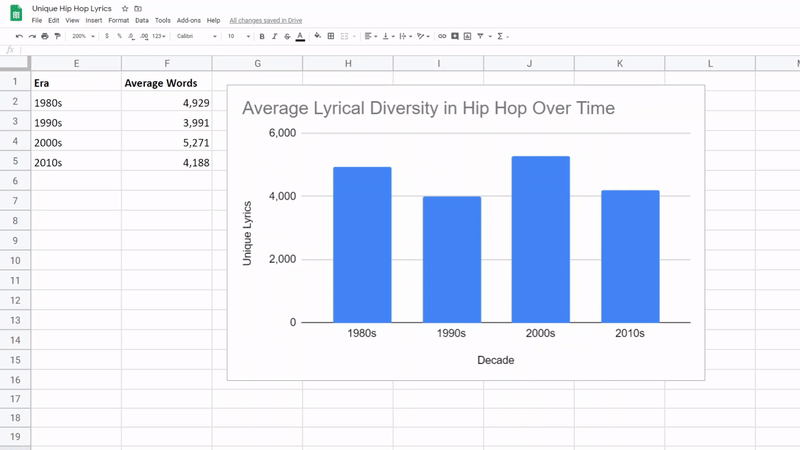 Unique Hip Hop Lyrics
File Edit View Insert Format Data Tools Add-ons Help All changes saved in Drive
200% $ % .0 .00 123 Calibri 10 B I S A
fx
E F G H I J K L
1 Era Average Words
2 1980s 4,929
3 1990s 3,991
4 2000s 5,271
5 2010s 4,188
6
7
8
9
10
11
12
13
14
15
16
17
18
19
Average Lyrical Diversity in Hip Hop Over Time
6,000
4,000
2,000
0
Unique Lyrics
1980s 1990s 2000s 2010s
Decade